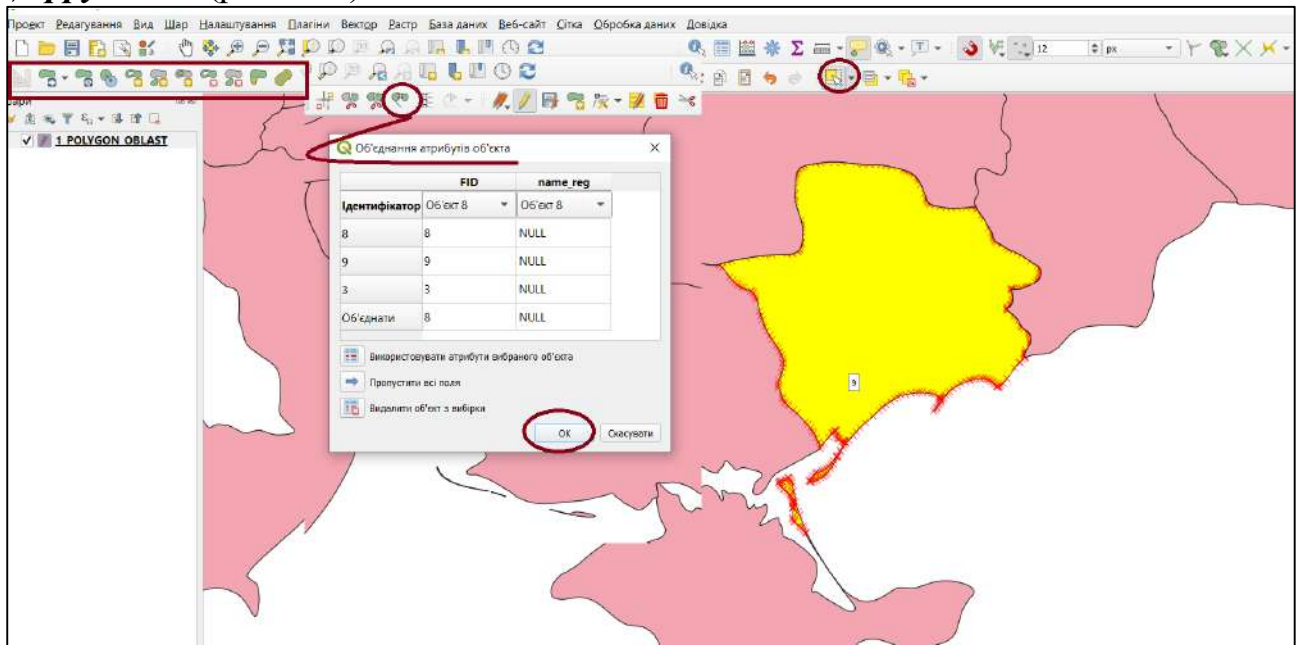 Проект Редагування Вид Шар Налаштування Плагіни Вектор Растр База даних Веб-сайт Сітка Обробка даних Довідка
12 px
1 POLYGON OBLAST
Об'єднання атрибутів об'єкта
FID name_reg
Ідентифікатор Об'єкт 8 Об'єкт 8
8 8 NULL
9 9 NULL
3 3 NULL
Об'єднати 8 NULL
Використовувати атрибути вибраного об'єкта
Пропустити всі поля
Видалити об'єкт з вибірки
OK Скасувати
9